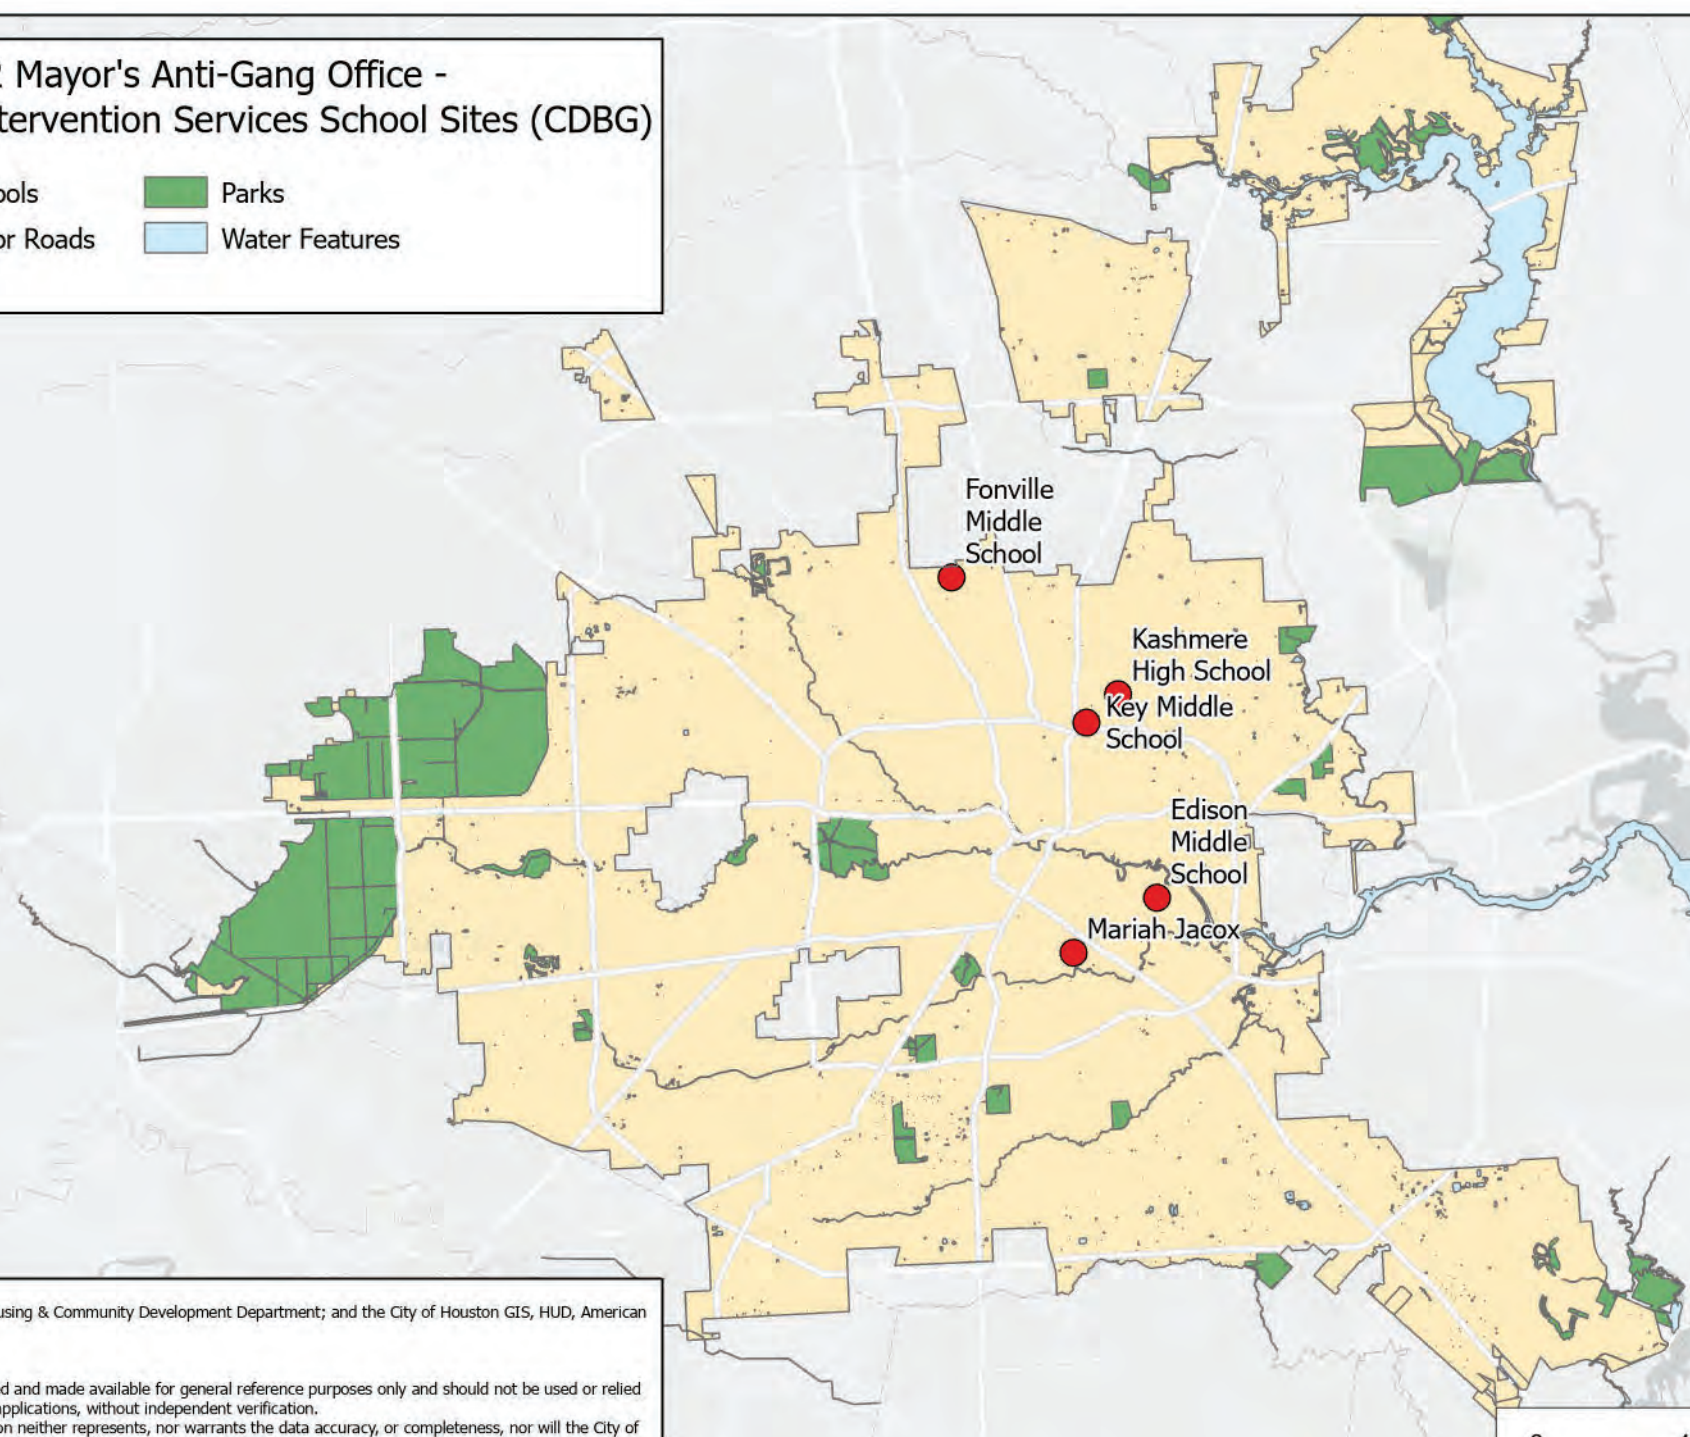 Mayor's Anti-Gang Office -
tervention Services School Sites (CDBG)
ools
Parks
or Roads
Water Features
Fonville
Middle
School
Kashmere
High School
Key Middle
School
Edison
Middle
School
Mariah Jacox
using & Community Development Department; and the City of Houston GIS, HUD, American
d and made available for general reference purposes only and should not be used or relied
applications, without independent verification.
on neither represents, nor warrants the data accuracy, or completeness, nor will the City of